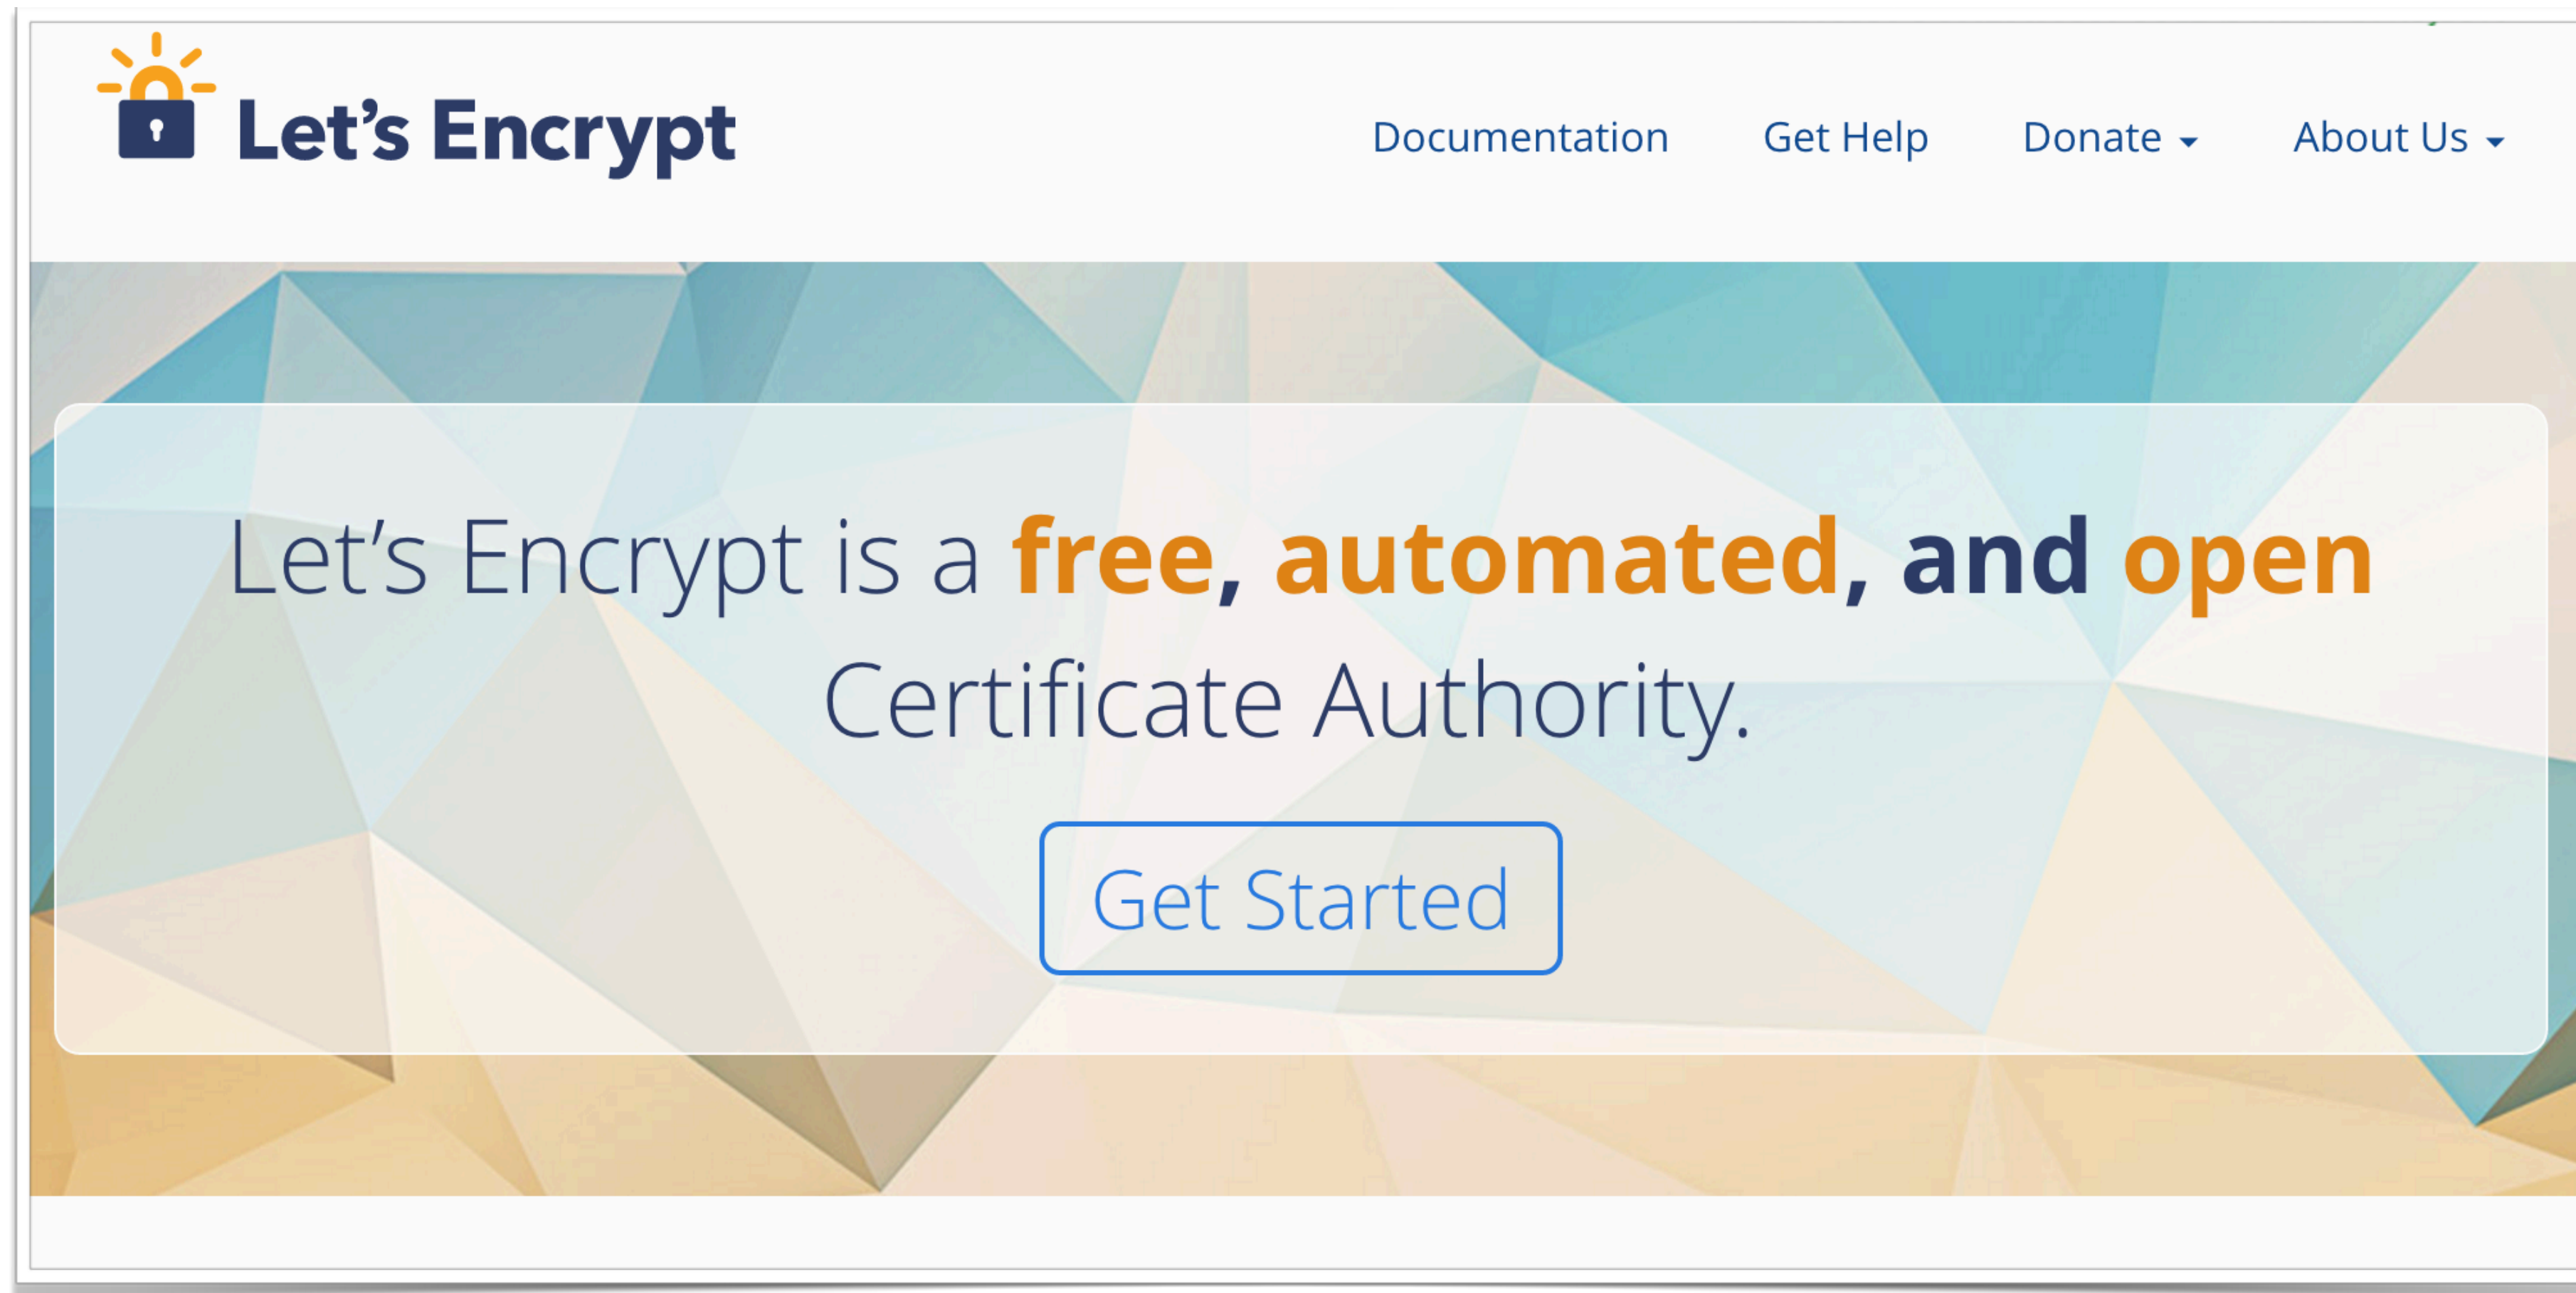 Let’s Encrypt
Documentation Get Help Donate About Us
Let’s Encrypt is a free, automated, and open
Certificate Authority.
Get Started